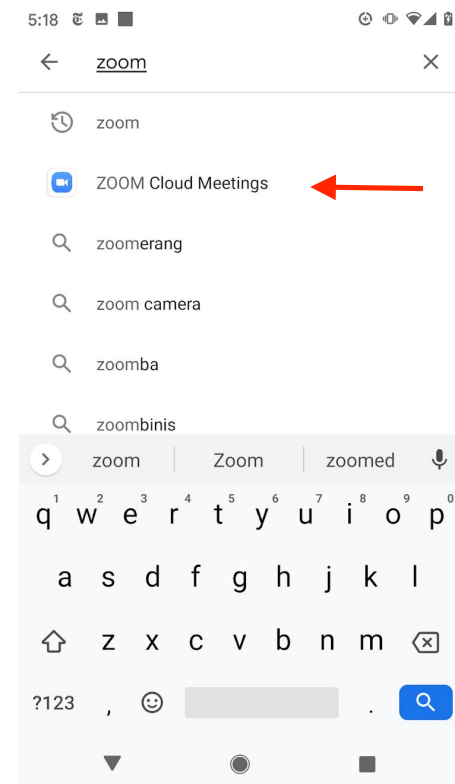 5:18
zoom
zoom
ZOOM Cloud Meetings
zoomerang
zoom camera
zoomba
zoombinis
zoom Zoom zoomed
1 2 3 4 5 6 7 8 9 0
q w e r t y u i o p
a s d f g h j k l
z x c v b n m
?123 , .